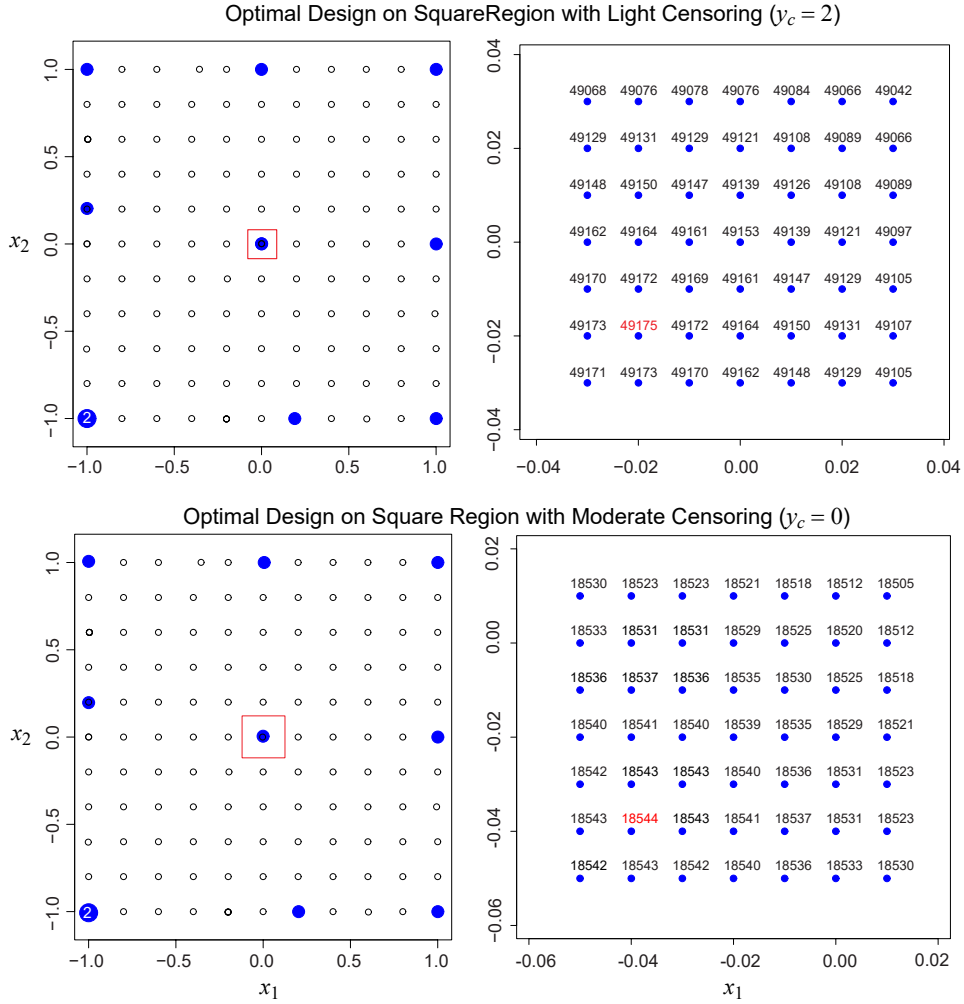 Optimal Design on SquareRegion with Light Censoring (y_c = 2)
1.0
0.5
x_2
0.0
−0.5
−1.0
2
−1.0 −0.5 0.0 0.5 1.0
0.04
0.02
0.00
−0.02
−0.04
49068 49076 49078 49076 49084 49066 49042
49129 49131 49129 49121 49108 49089 49066
49148 49150 49147 49139 49126 49108 49089
49162 49164 49161 49153 49139 49121 49097
49170 49172 49169 49161 49147 49129 49105
49173 49175 49172 49164 49150 49131 49107
49171 49173 49170 49162 49148 49129 49105
−0.04 −0.02 0.00 0.02 0.04
Optimal Design on Square Region with Moderate Censoring (y_c = 0)
1.0
0.5
x_2
0.0
−0.5
−1.0
2
−1.0 −0.5 0.0 0.5 1.0
x_1
0.02
0.00
-0.02
-0.04
-0.06
18530 18523 18523 18521 18518 18512 18505
18533 18531 18531 18529 18525 18520 18512
18536 18537 18536 18535 18530 18525 18518
18540 18541 18540 18539 18535 18529 18521
18542 18543 18543 18540 18536 18531 18523
18543 18544 18543 18541 18537 18531 18523
18542 18543 18542 18540 18536 18533 18530
-0.06 -0.04 -0.02 0.00 0.02
x_1